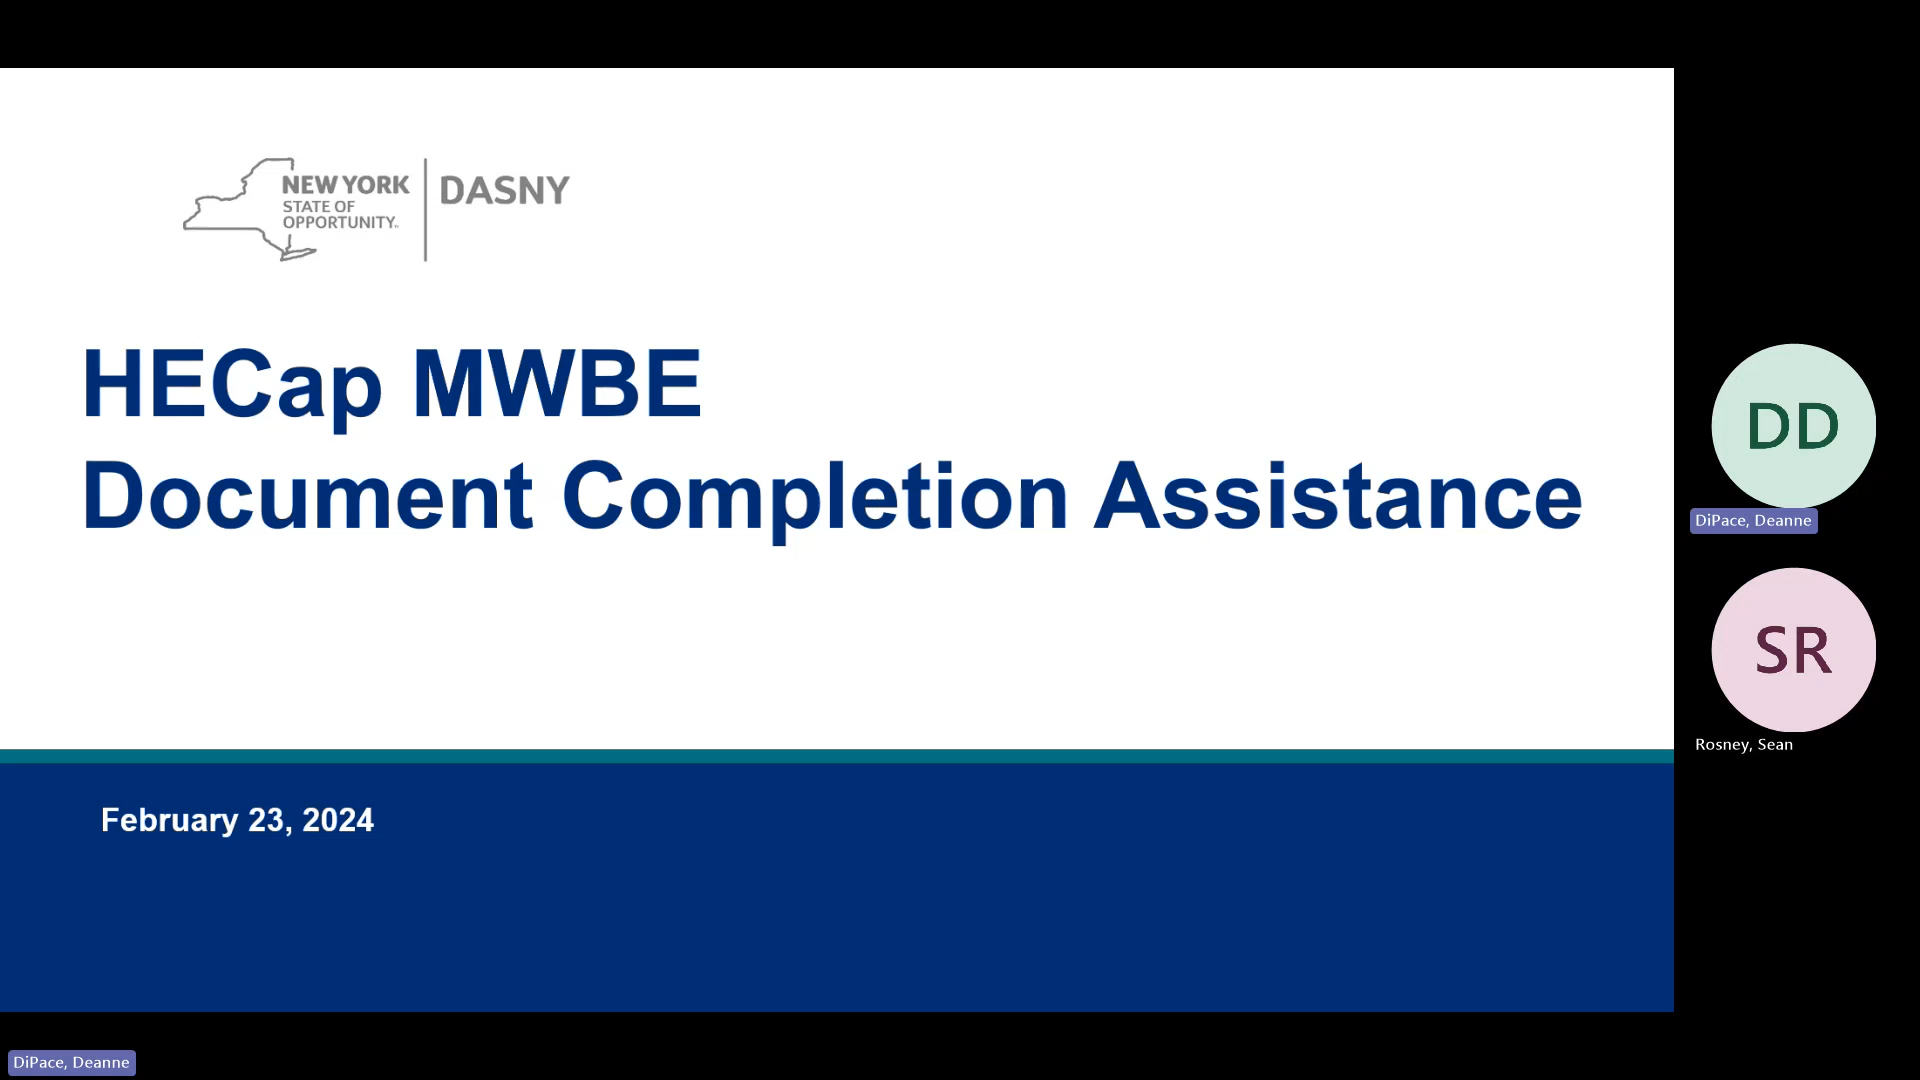 NEW YORK
STATE OF
OPPORTUNITY™
DASNY
HECap MWBE
Document Completion Assistance
February 23, 2024
DD
DiPace, Deanne
SR
Rosney, Sean
DiPace, Deanne